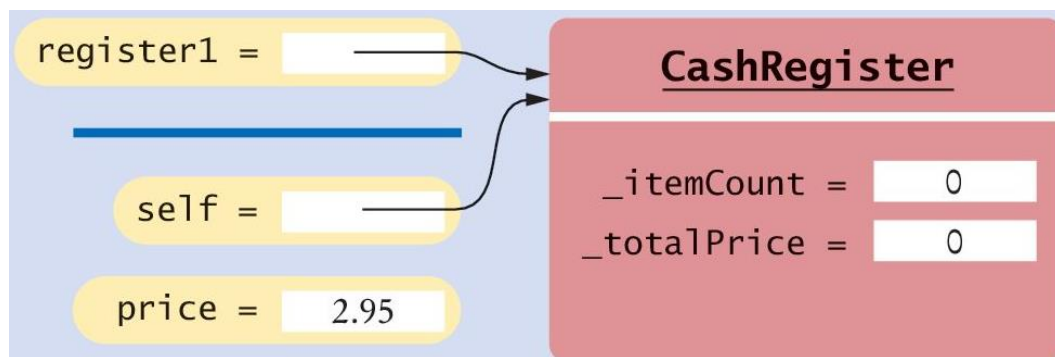 register1 =
self =
price = 2.95
CashRegister
_itemCount = 0
_totalPrice = 0